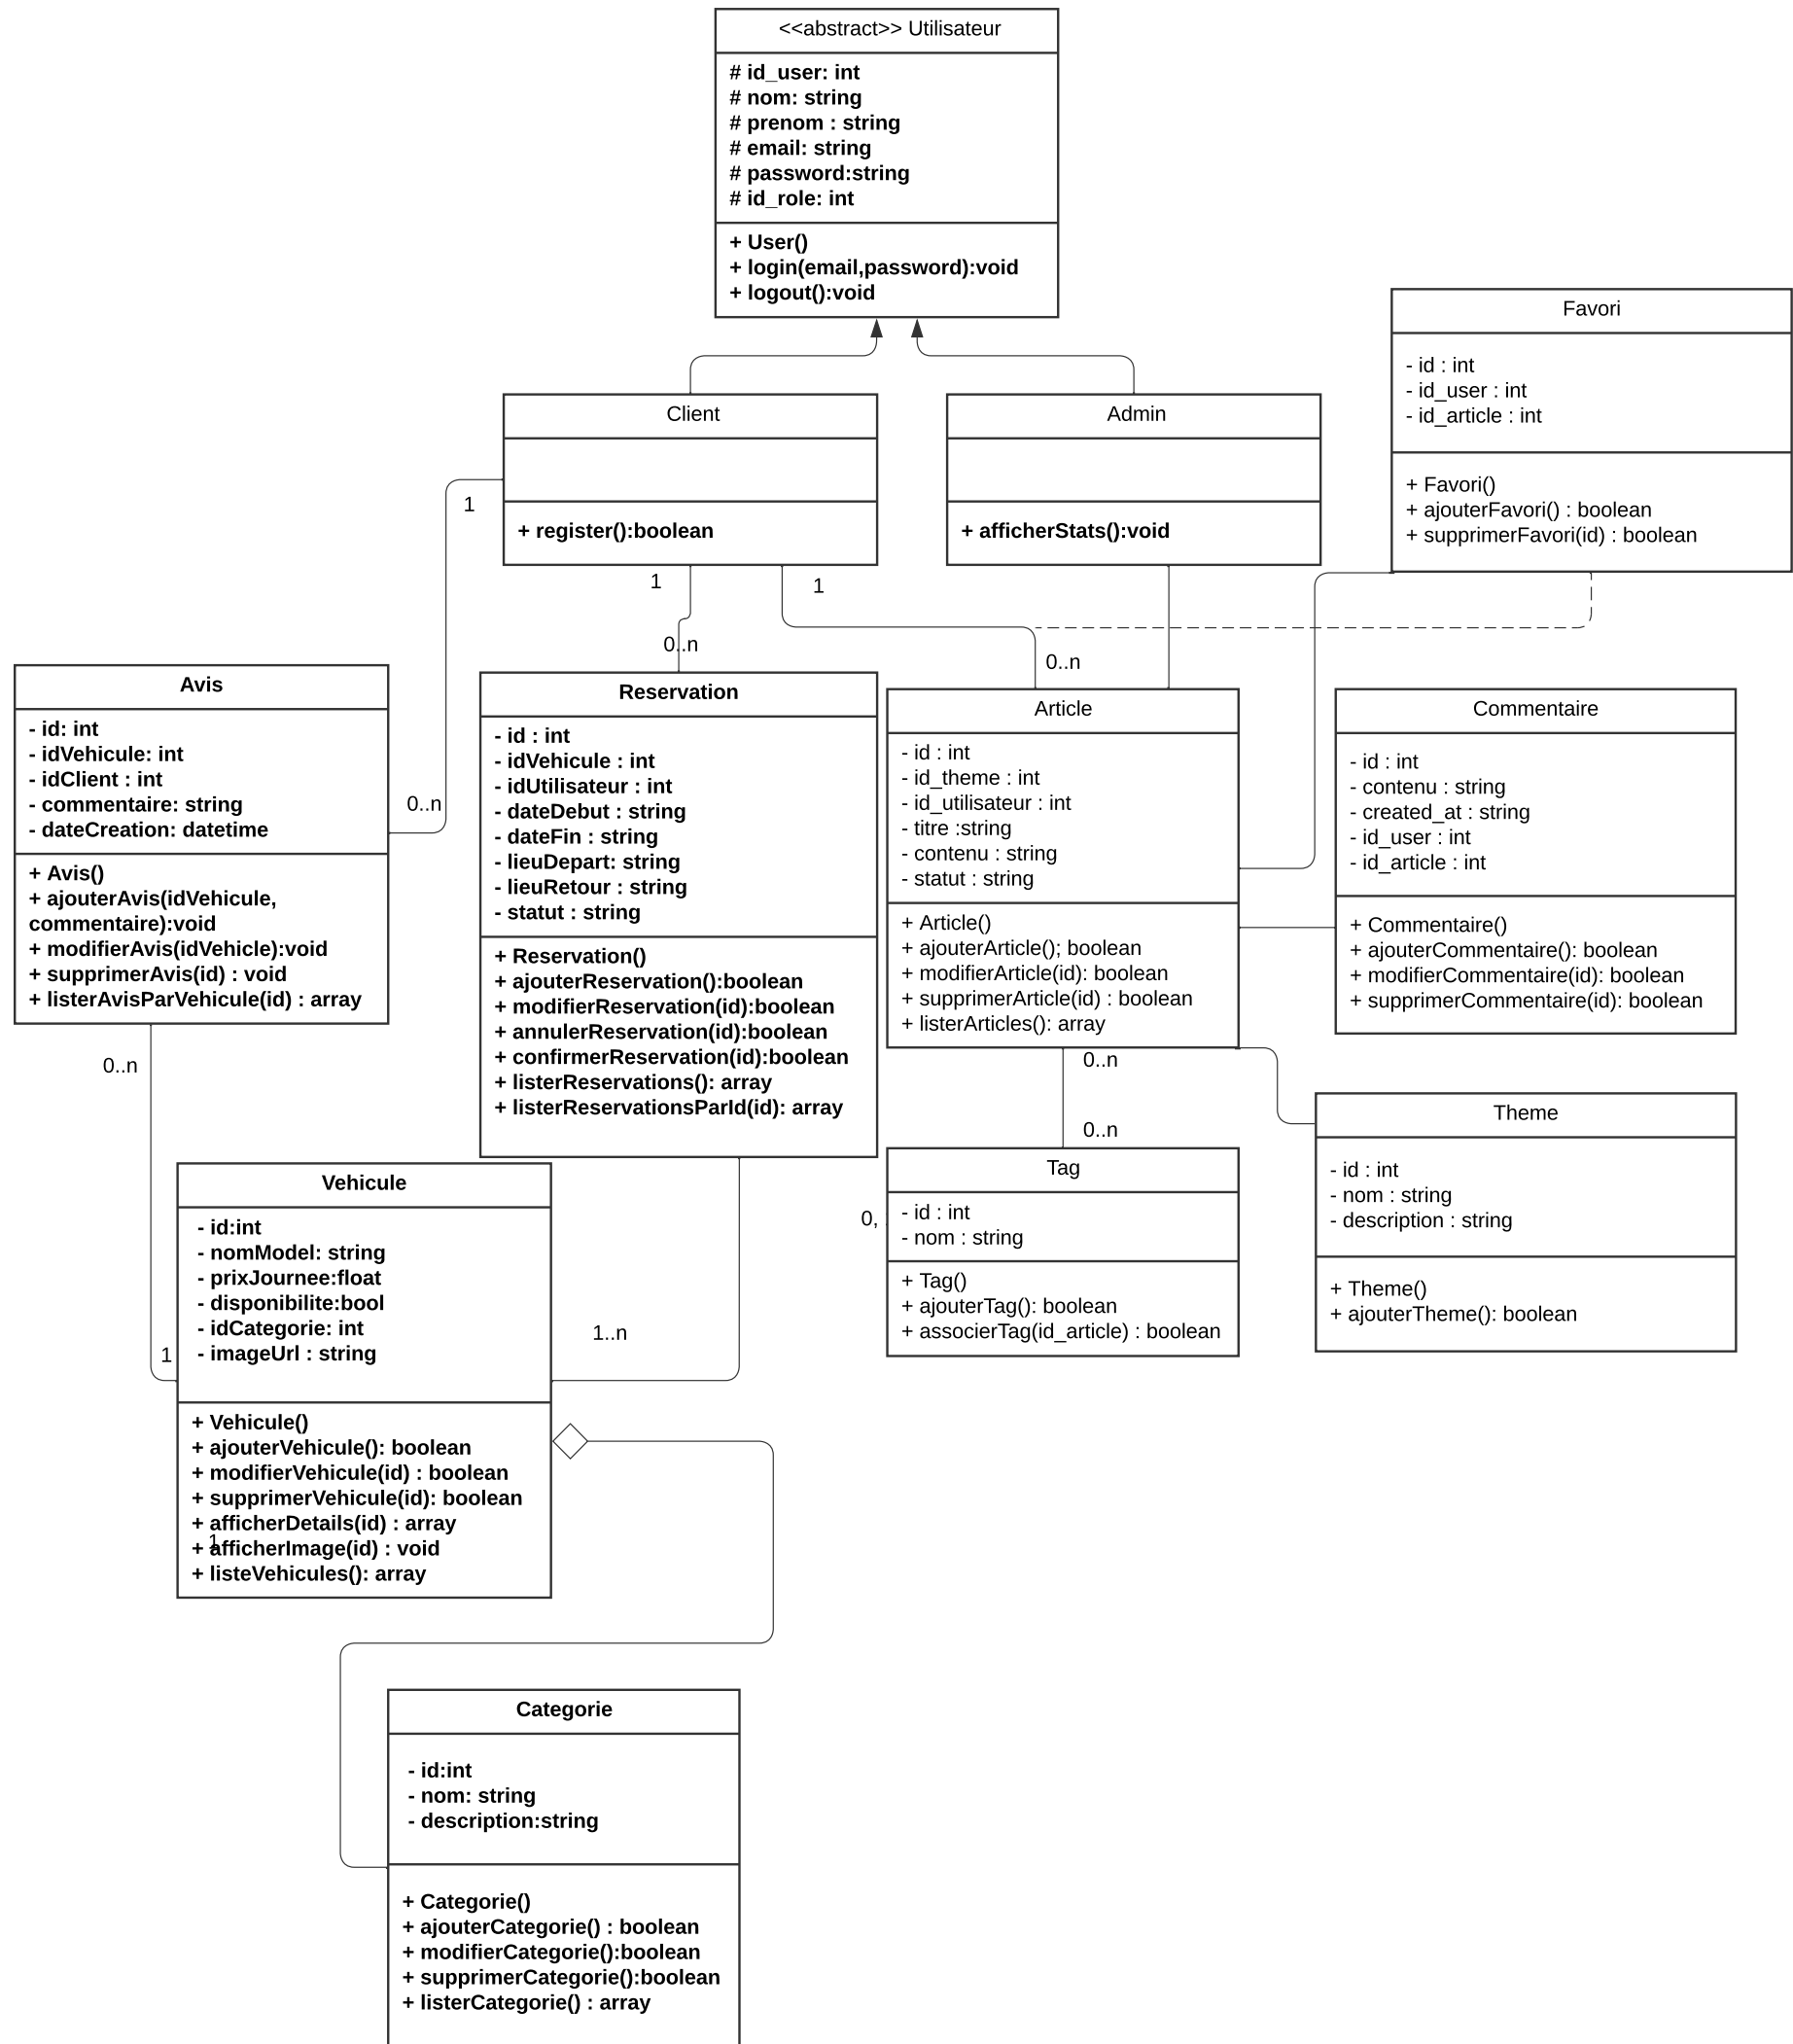 <<abstract>> Utilisateur
# id_user: int
# nom: string
# prenom : string
# email: string
# password:string
# id_role: int
+ User()
+ login(email,password):void
+ logout():void
Favori
- id : int
- id_user : int
- id_article : int
+ Favori()
+ ajouterFavori() : boolean
+ supprimerFavori(id) : boolean
Client
+ register():boolean
Admin
+ afficherStats():void
1
1
1
0..n
0..n
0..n
Avis
- id: int
- idVehicule: int
- idClient : int
- commentaire: string
- dateCreation: datetime
+ Avis()
+ ajouterAvis(idVehicule,
commentaire):void
+ modifierAvis(idVehicle):void
+ supprimerAvis(id) : void
+ listerAvisParVehicule(id) : array
Reservation
- id : int
- idVehicule : int
- idUtilisateur : int
- dateDebut : string
- dateFin : string
- lieuDepart: string
- lieuRetour : string
- statut : string
+ Reservation()
+ ajouterReservation():boolean
+ modifierReservation(id):boolean
+ annulerReservation(id):boolean
+ confirmerReservation(id):boolean
+ listerReservations(): array
+ listerReservationsParId(id): array
Article
- id : int
- id_theme : int
- id_utilisateur : int
- titre :string
- contenu : string
- statut : string
+ Article()
+ ajouterArticle(); boolean
+ modifierArticle(id): boolean
+ supprimerArticle(id) : boolean
+ listerArticles(): array
Commentaire
- id : int
- contenu : string
- created_at : string
- id_user : int
- id_article : int
+ Commentaire()
+ ajouterCommentaire(): boolean
+ modifierCommentaire(id): boolean
+ supprimerCommentaire(id): boolean
0..n
0..n
0..n
Theme
- id : int
- nom : string
- description : string
+ Theme()
+ ajouterTheme(): boolean
Tag
- id : int
- nom : string
+ Tag()
+ ajouterTag(): boolean
+ associerTag(id_article) : boolean
0,
Vehicule
- id:int
- nomModel: string
- prixJournee:float
- disponibilite:bool
- idCategorie: int
- imageUrl : string
+ Vehicule()
+ ajouterVehicule(): boolean
+ modifierVehicule(id) : boolean
+ supprimerVehicule(id): boolean
+ afficherDetails(id) : array
+ afficherImage(id) : void
+ listeVehicules(): array
1
1..n
1
Categorie
- id:int
- nom: string
- description:string
+ Categorie()
+ ajouterCategorie() : boolean
+ modifierCategorie():boolean
+ supprimerCategorie():boolean
+ listerCategorie() : array